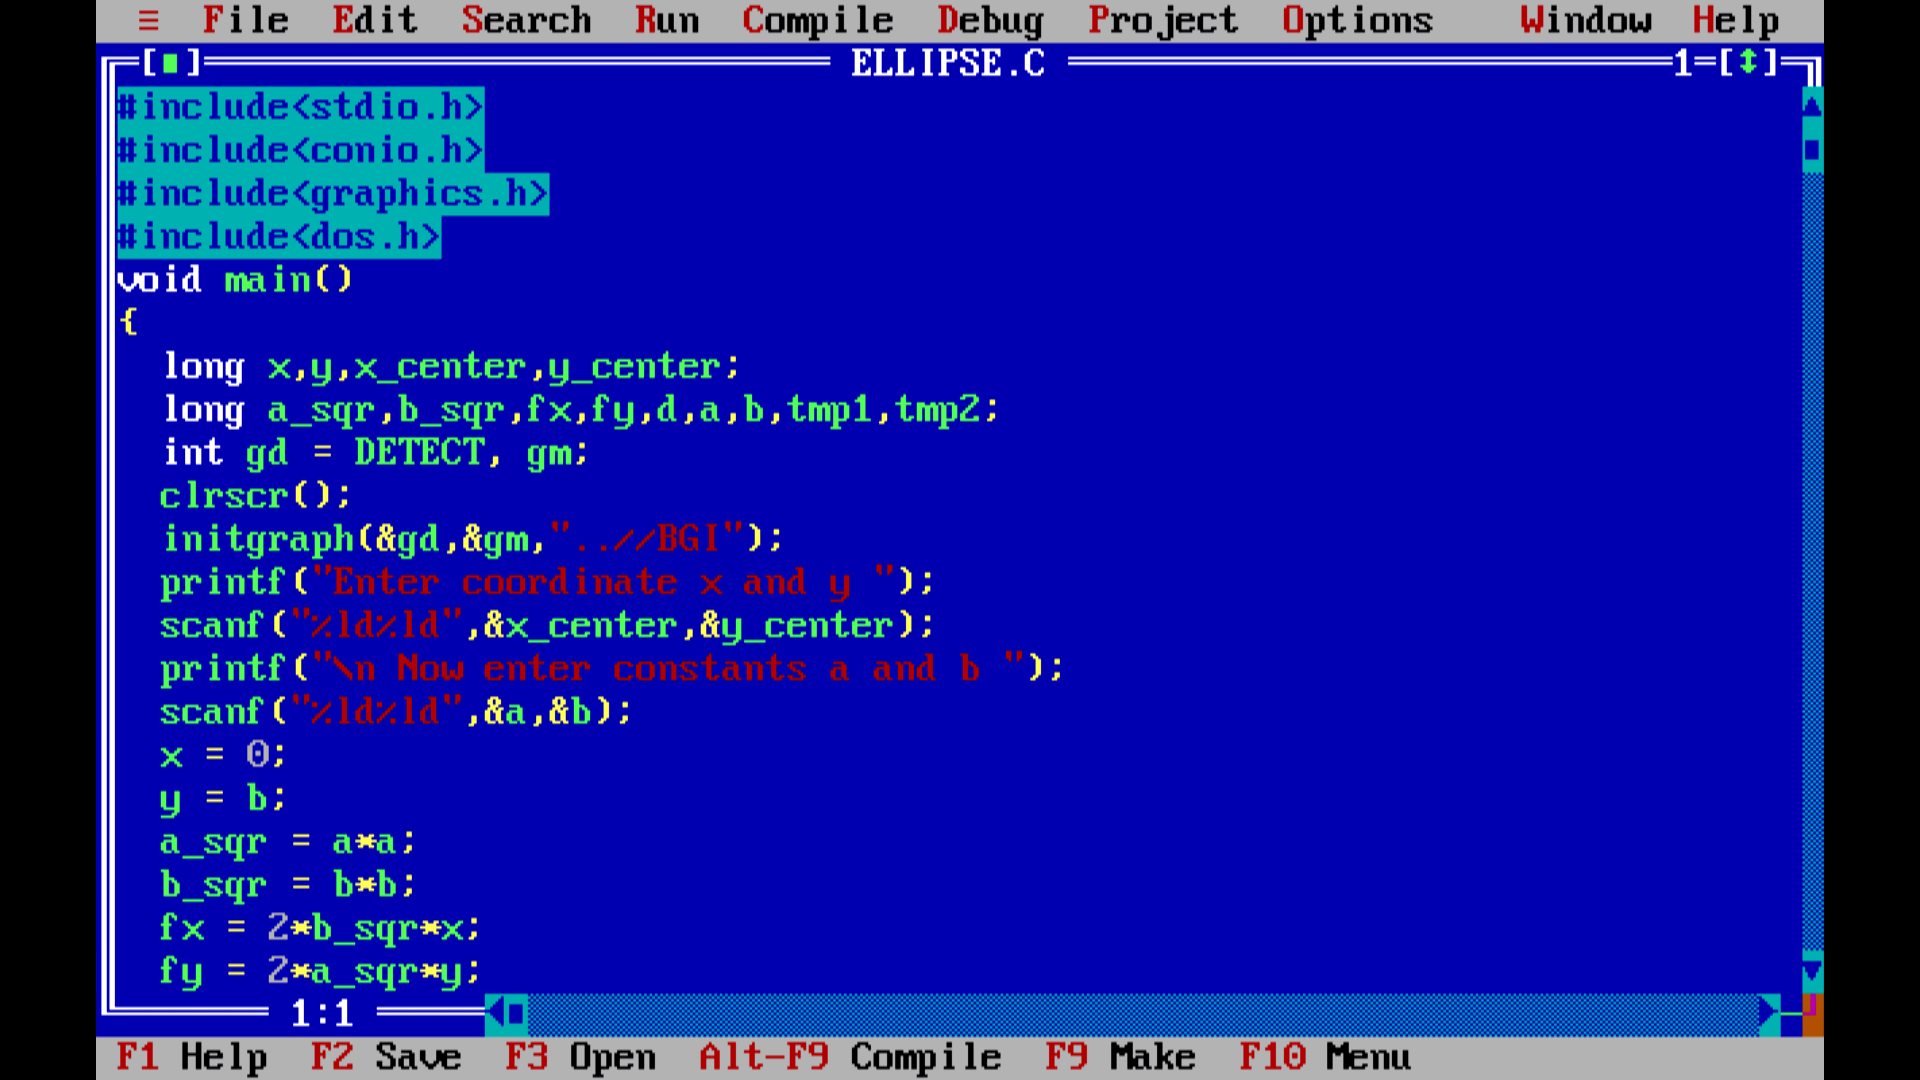 ≡ File Edit Search Run Compile Debug Project Options Window Help
[■] ELLIPSE.C 1=[↕]
#include<stdio.h>
#include<conio.h>
#include<graphics.h>
#include<dos.h>
void main()
{
long x,y,x_center,y_center;
long a_sqr,b_sqr,fx,fy,d,a,b,tmp1,tmp2;
int gd = DETECT, gm;
clrscr();
initgraph(&gd,&gm,"..//BGI");
printf("Enter coordinate x and y ");
scanf("%ld%ld",&x_center,&y_center);
printf("\n Now enter constants a and b ");
scanf("%ld%ld",&a,&b);
x = 0;
y = b;
a_sqr = a*a;
b_sqr = b*b;
fx = 2*b_sqr*x;
fy = 2*a_sqr*y;
1:1
F1 Help F2 Save F3 Open Alt-F9 Compile F9 Make F10 Menu